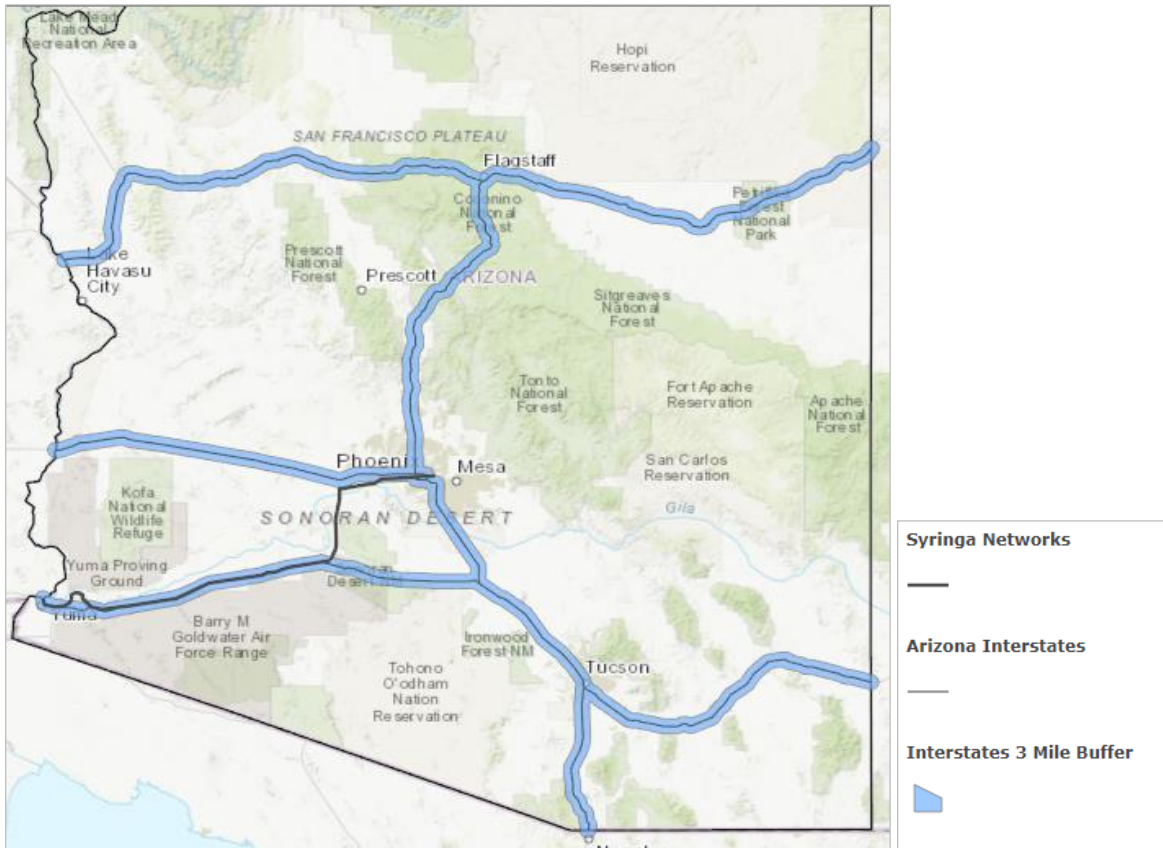 Lake Mead
National
Recreation Area
Hopi
Reservation
SAN FRANCISCO PLATEAU
Flagstaff
Coconino
National
Forest
Petrified
Forest
National
Park
Lake
Havasu
City
Prescott
National
Forest
Prescott
ARIZONA
Sitgreaves
National
Forest
Tonto
National
Forest
Fort Apache
Reservation
Apache
National
Forest
Phoenix
Mesa
San Carlos
Reservation
Kofa
National
Wildlife
Refuge
SONORAN DESERT
Gila
Yuma Proving
Ground
Desert
Yuma
Barry M
Goldwater Air
Force Range
Ironwood
Forest NM
Tucson
Tohono
O'odham
Nation
Reservation
Syringa Networks
Arizona Interstates
Interstates 3 Mile Buffer